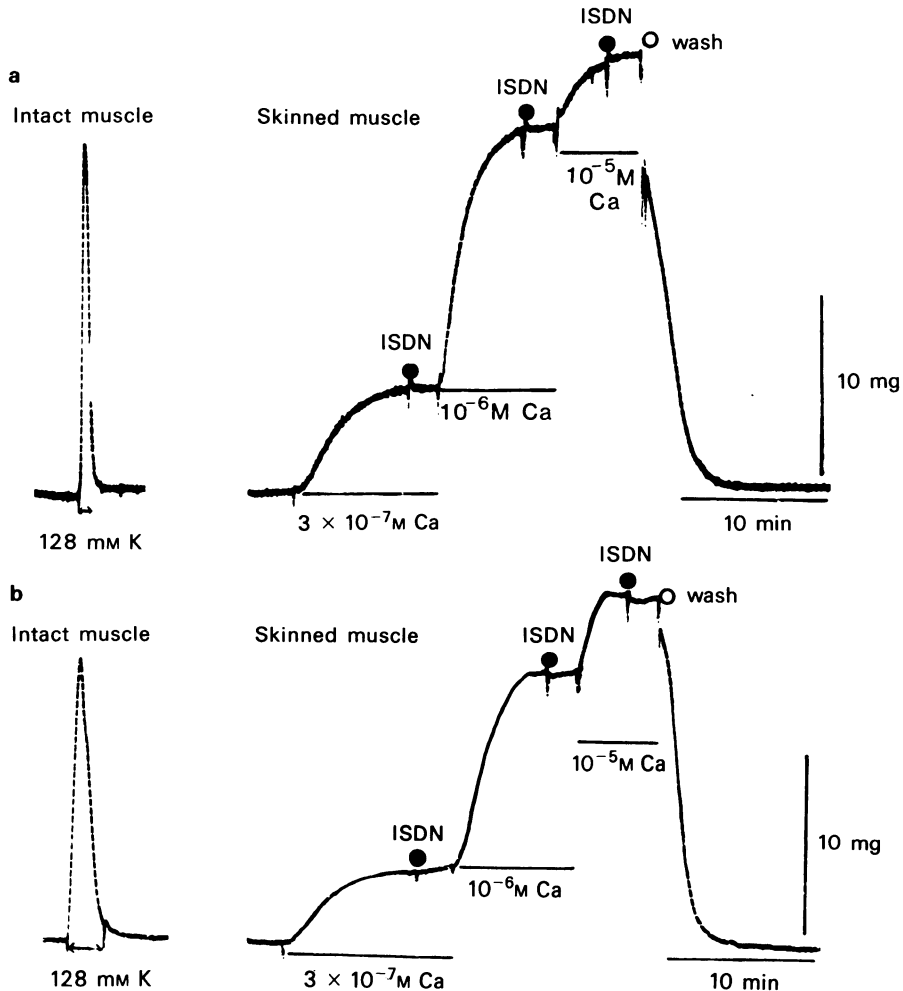 a
Intact muscle
Skinned muscle
ISDN
ISDN
ISDN
wash
3 × 10⁻⁷M Ca
10⁻⁶M Ca
10⁻⁵M
Ca
10 mg
10 min
128 mM K
b
Intact muscle
Skinned muscle
ISDN
ISDN
ISDN
wash
3 × 10⁻⁷M Ca
10⁻⁶M Ca
10⁻⁵M Ca
10 mg
10 min
128 mM K